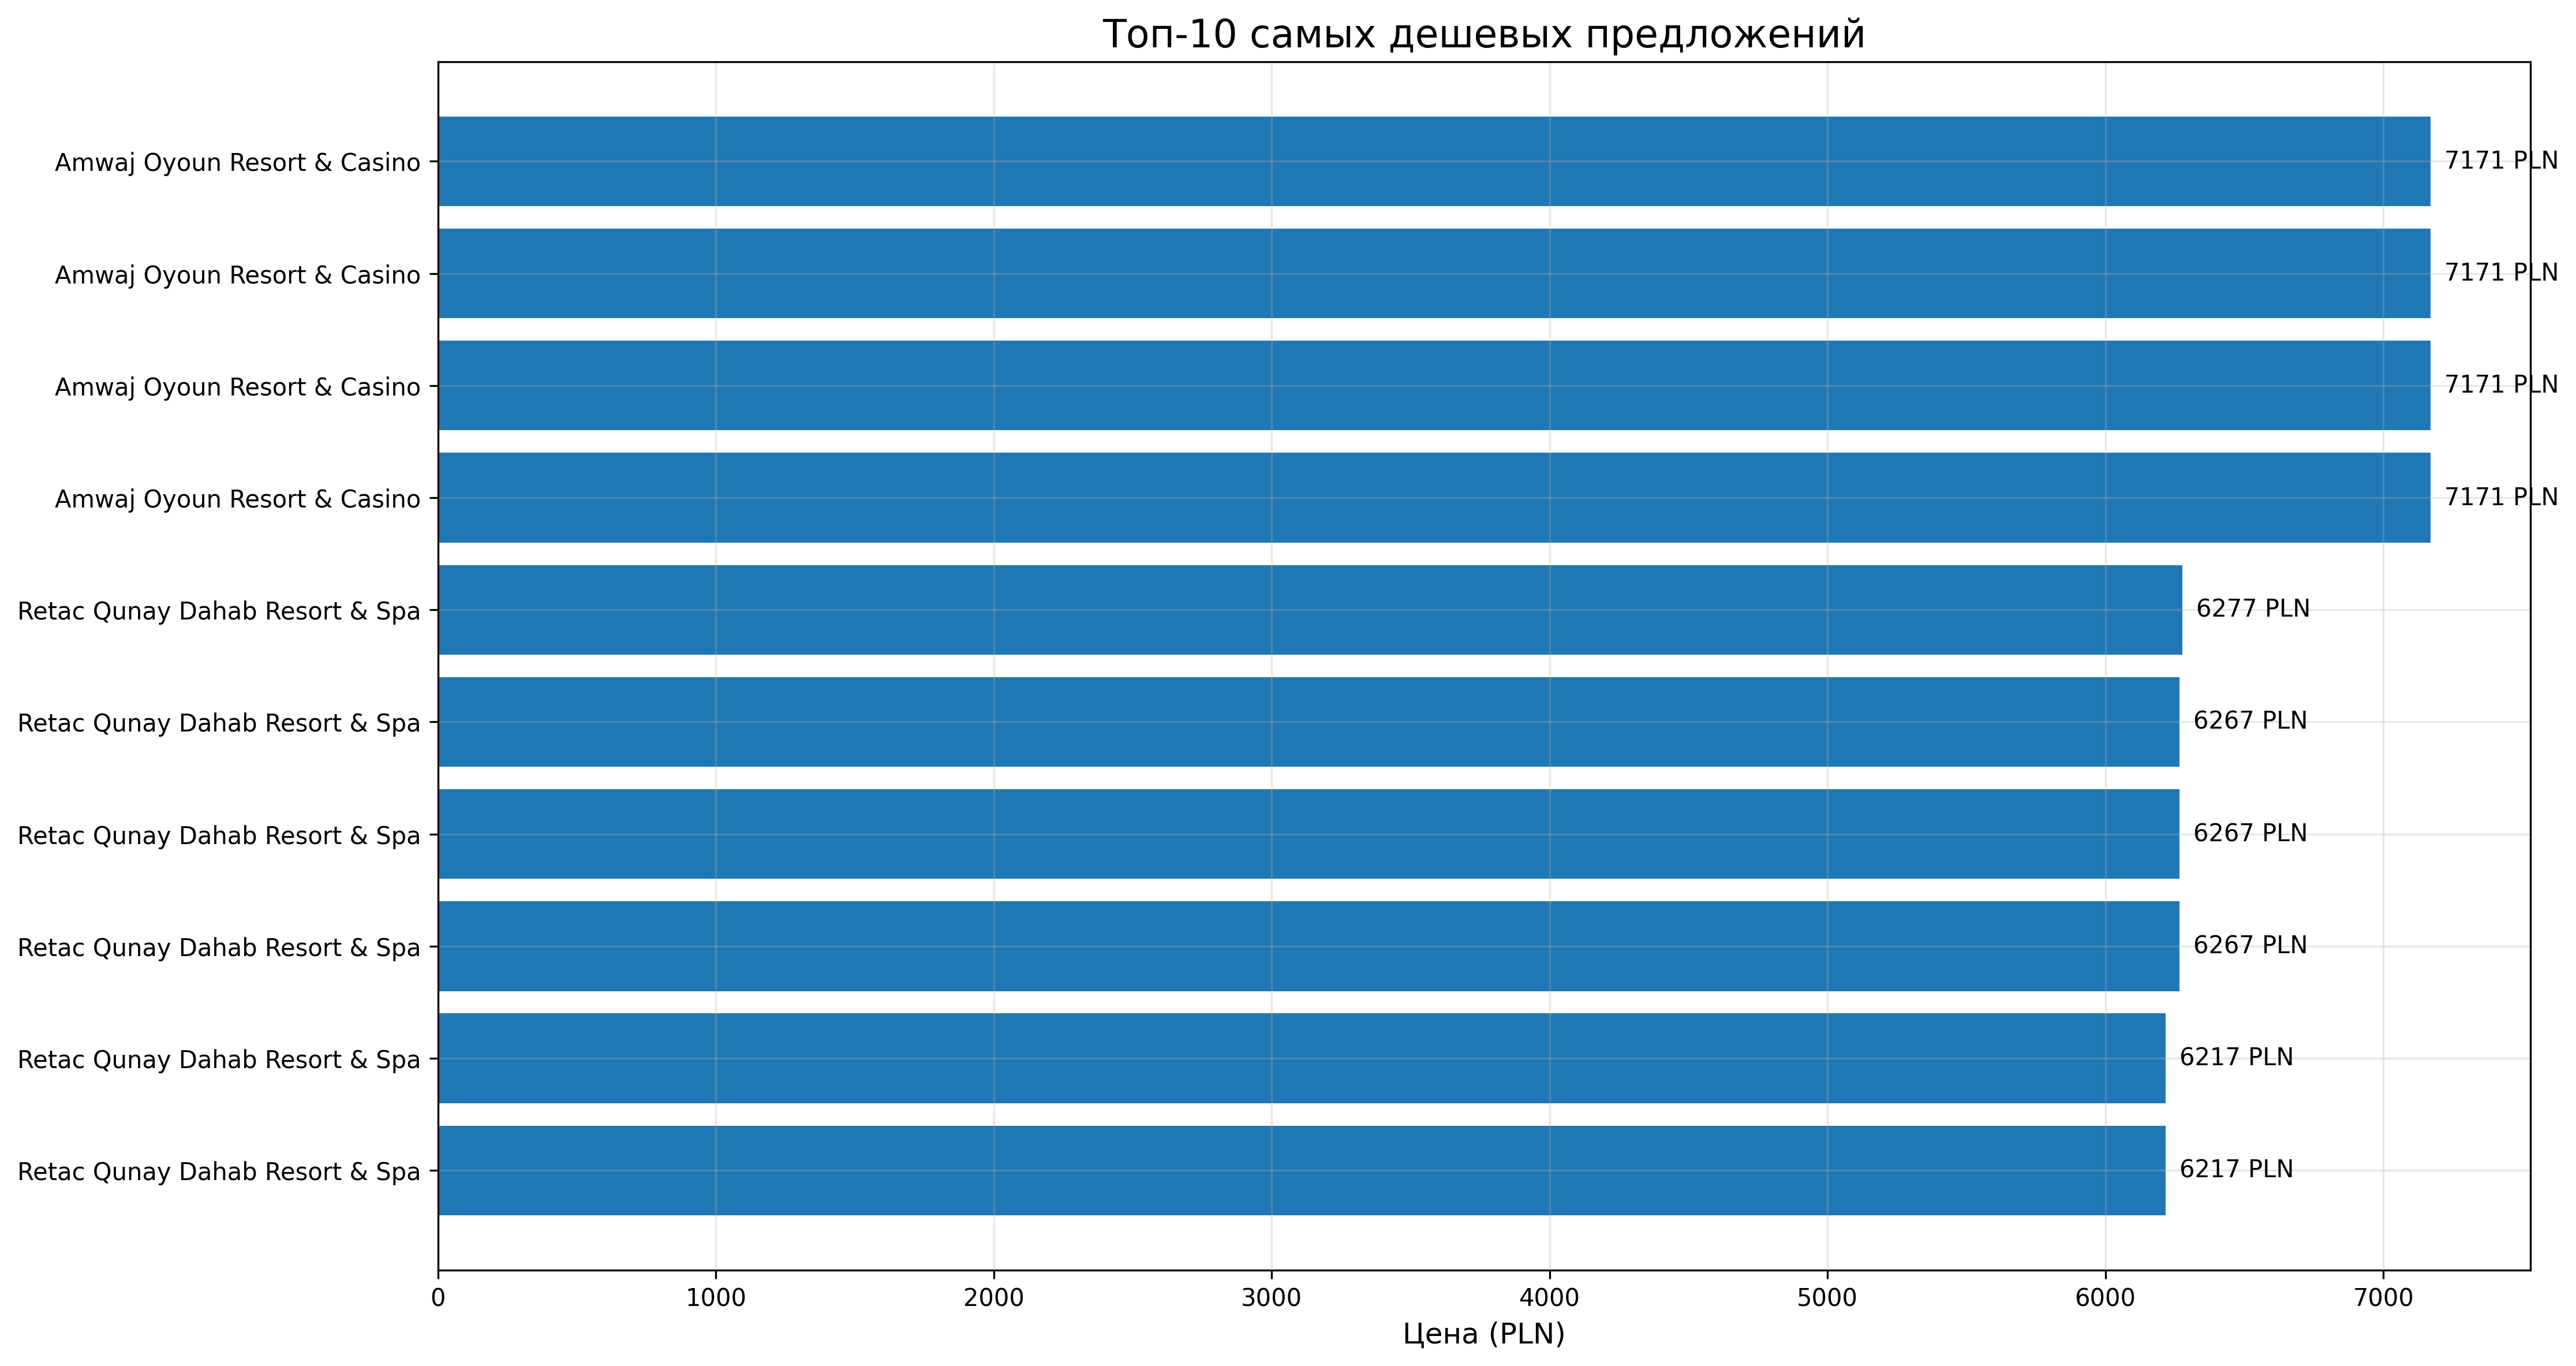 Топ-10 самых дешевых предложений
Amwaj Oyoun Resort & Casino 7171 PLN
Amwaj Oyoun Resort & Casino 7171 PLN
Amwaj Oyoun Resort & Casino 7171 PLN
Amwaj Oyoun Resort & Casino 7171 PLN
Retac Qunay Dahab Resort & Spa 6277 PLN
Retac Qunay Dahab Resort & Spa 6267 PLN
Retac Qunay Dahab Resort & Spa 6267 PLN
Retac Qunay Dahab Resort & Spa 6267 PLN
Retac Qunay Dahab Resort & Spa 6217 PLN
Retac Qunay Dahab Resort & Spa 6217 PLN
0 1000 2000 3000 4000 5000 6000 7000
Цена (PLN)